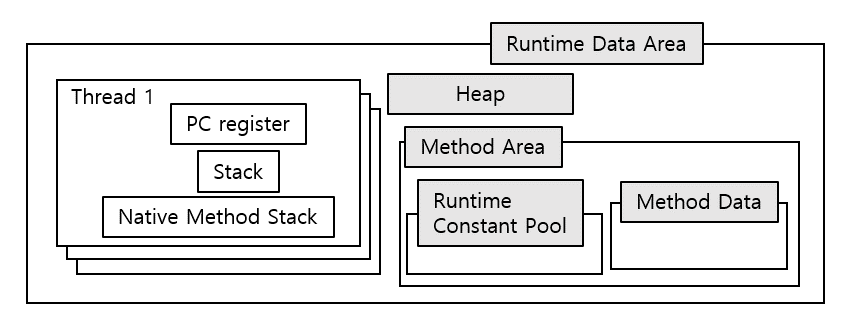 Runtime Data Area
Thread 1
PC register
Stack
Native Method Stack
Heap
Method Area
Runtime
Constant Pool
Method Data